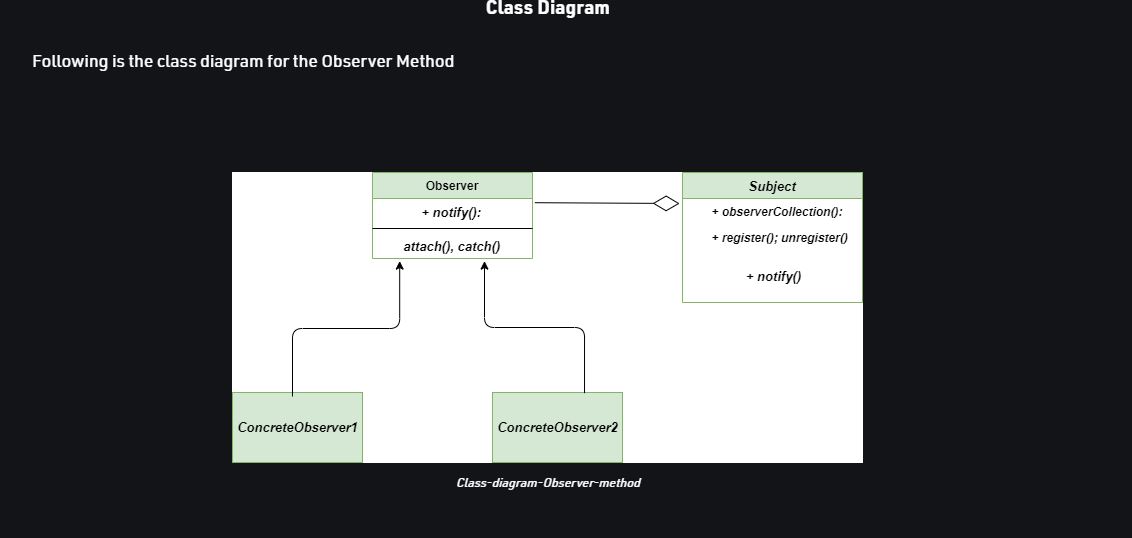 Class Diagram
Following is the class diagram for the Observer Method
Observer
+ notify():
attach(), catch()
Subject
+ observerCollection():
+ register(); unregister()
+ notify()
ConcreteObserver1
ConcreteObserver2
Class-diagram-Observer-method